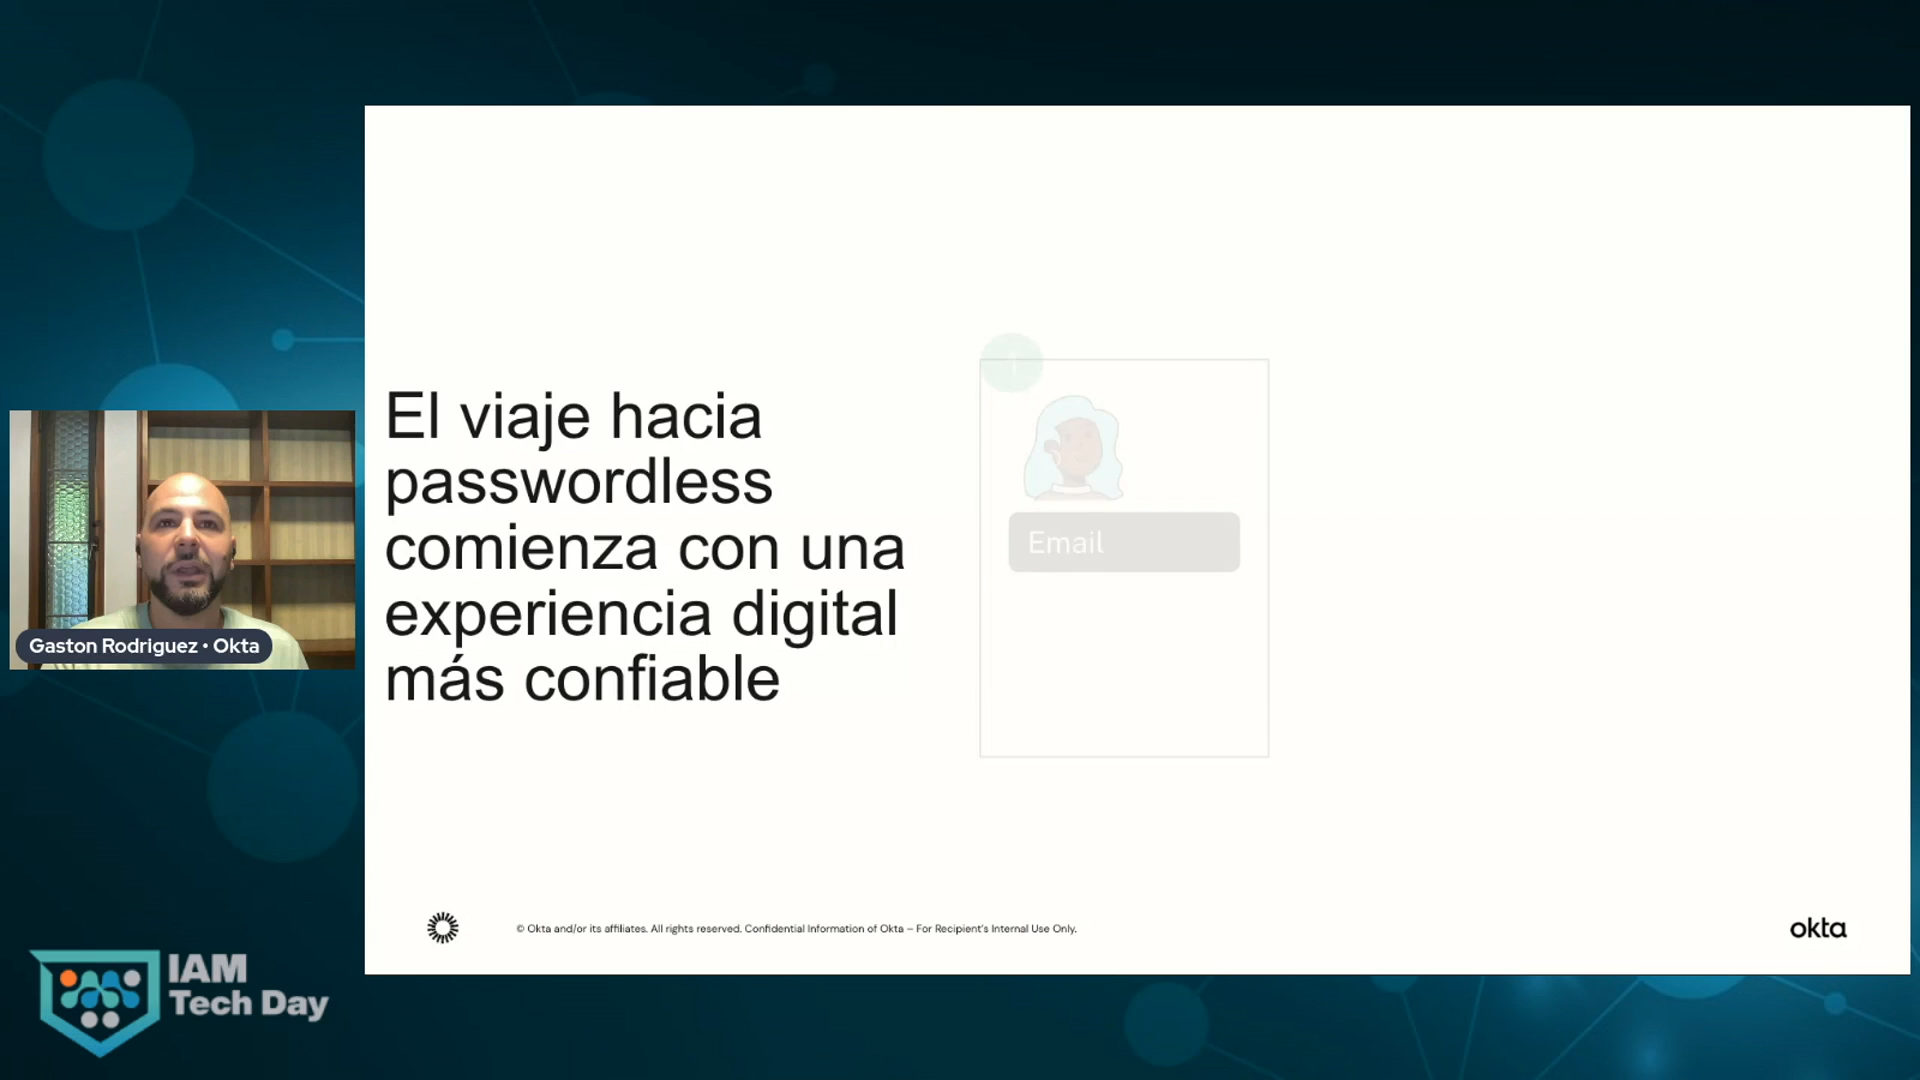 El viaje hacia
passwordless
comienza con una
experiencia digital
más confiable
1
Email
Gaston Rodriguez • Okta
© Okta and/or its affiliates. All rights reserved. Confidential Information of Okta – For Recipient's Internal Use Only.
okta
IAM
Tech Day